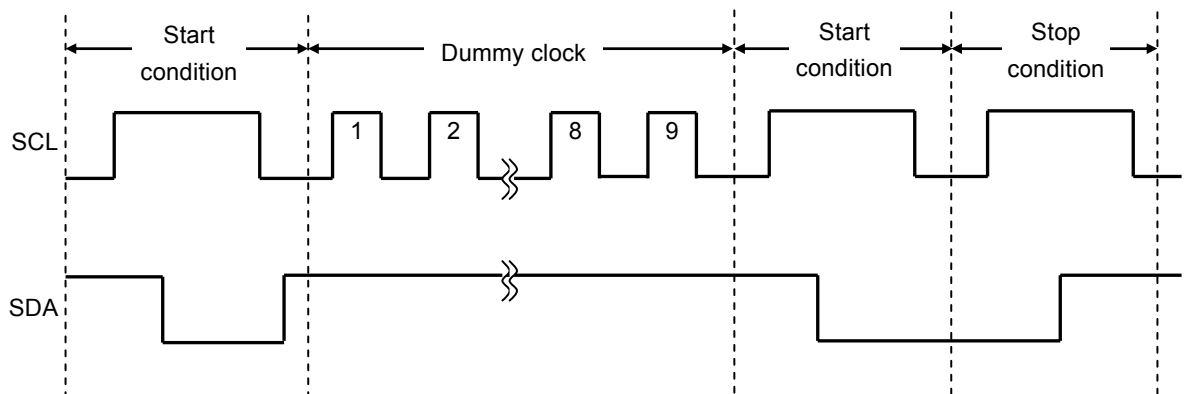 Start
condition
Dummy clock
Start
condition
Stop
condition
SCL
1
2
8
9
SDA